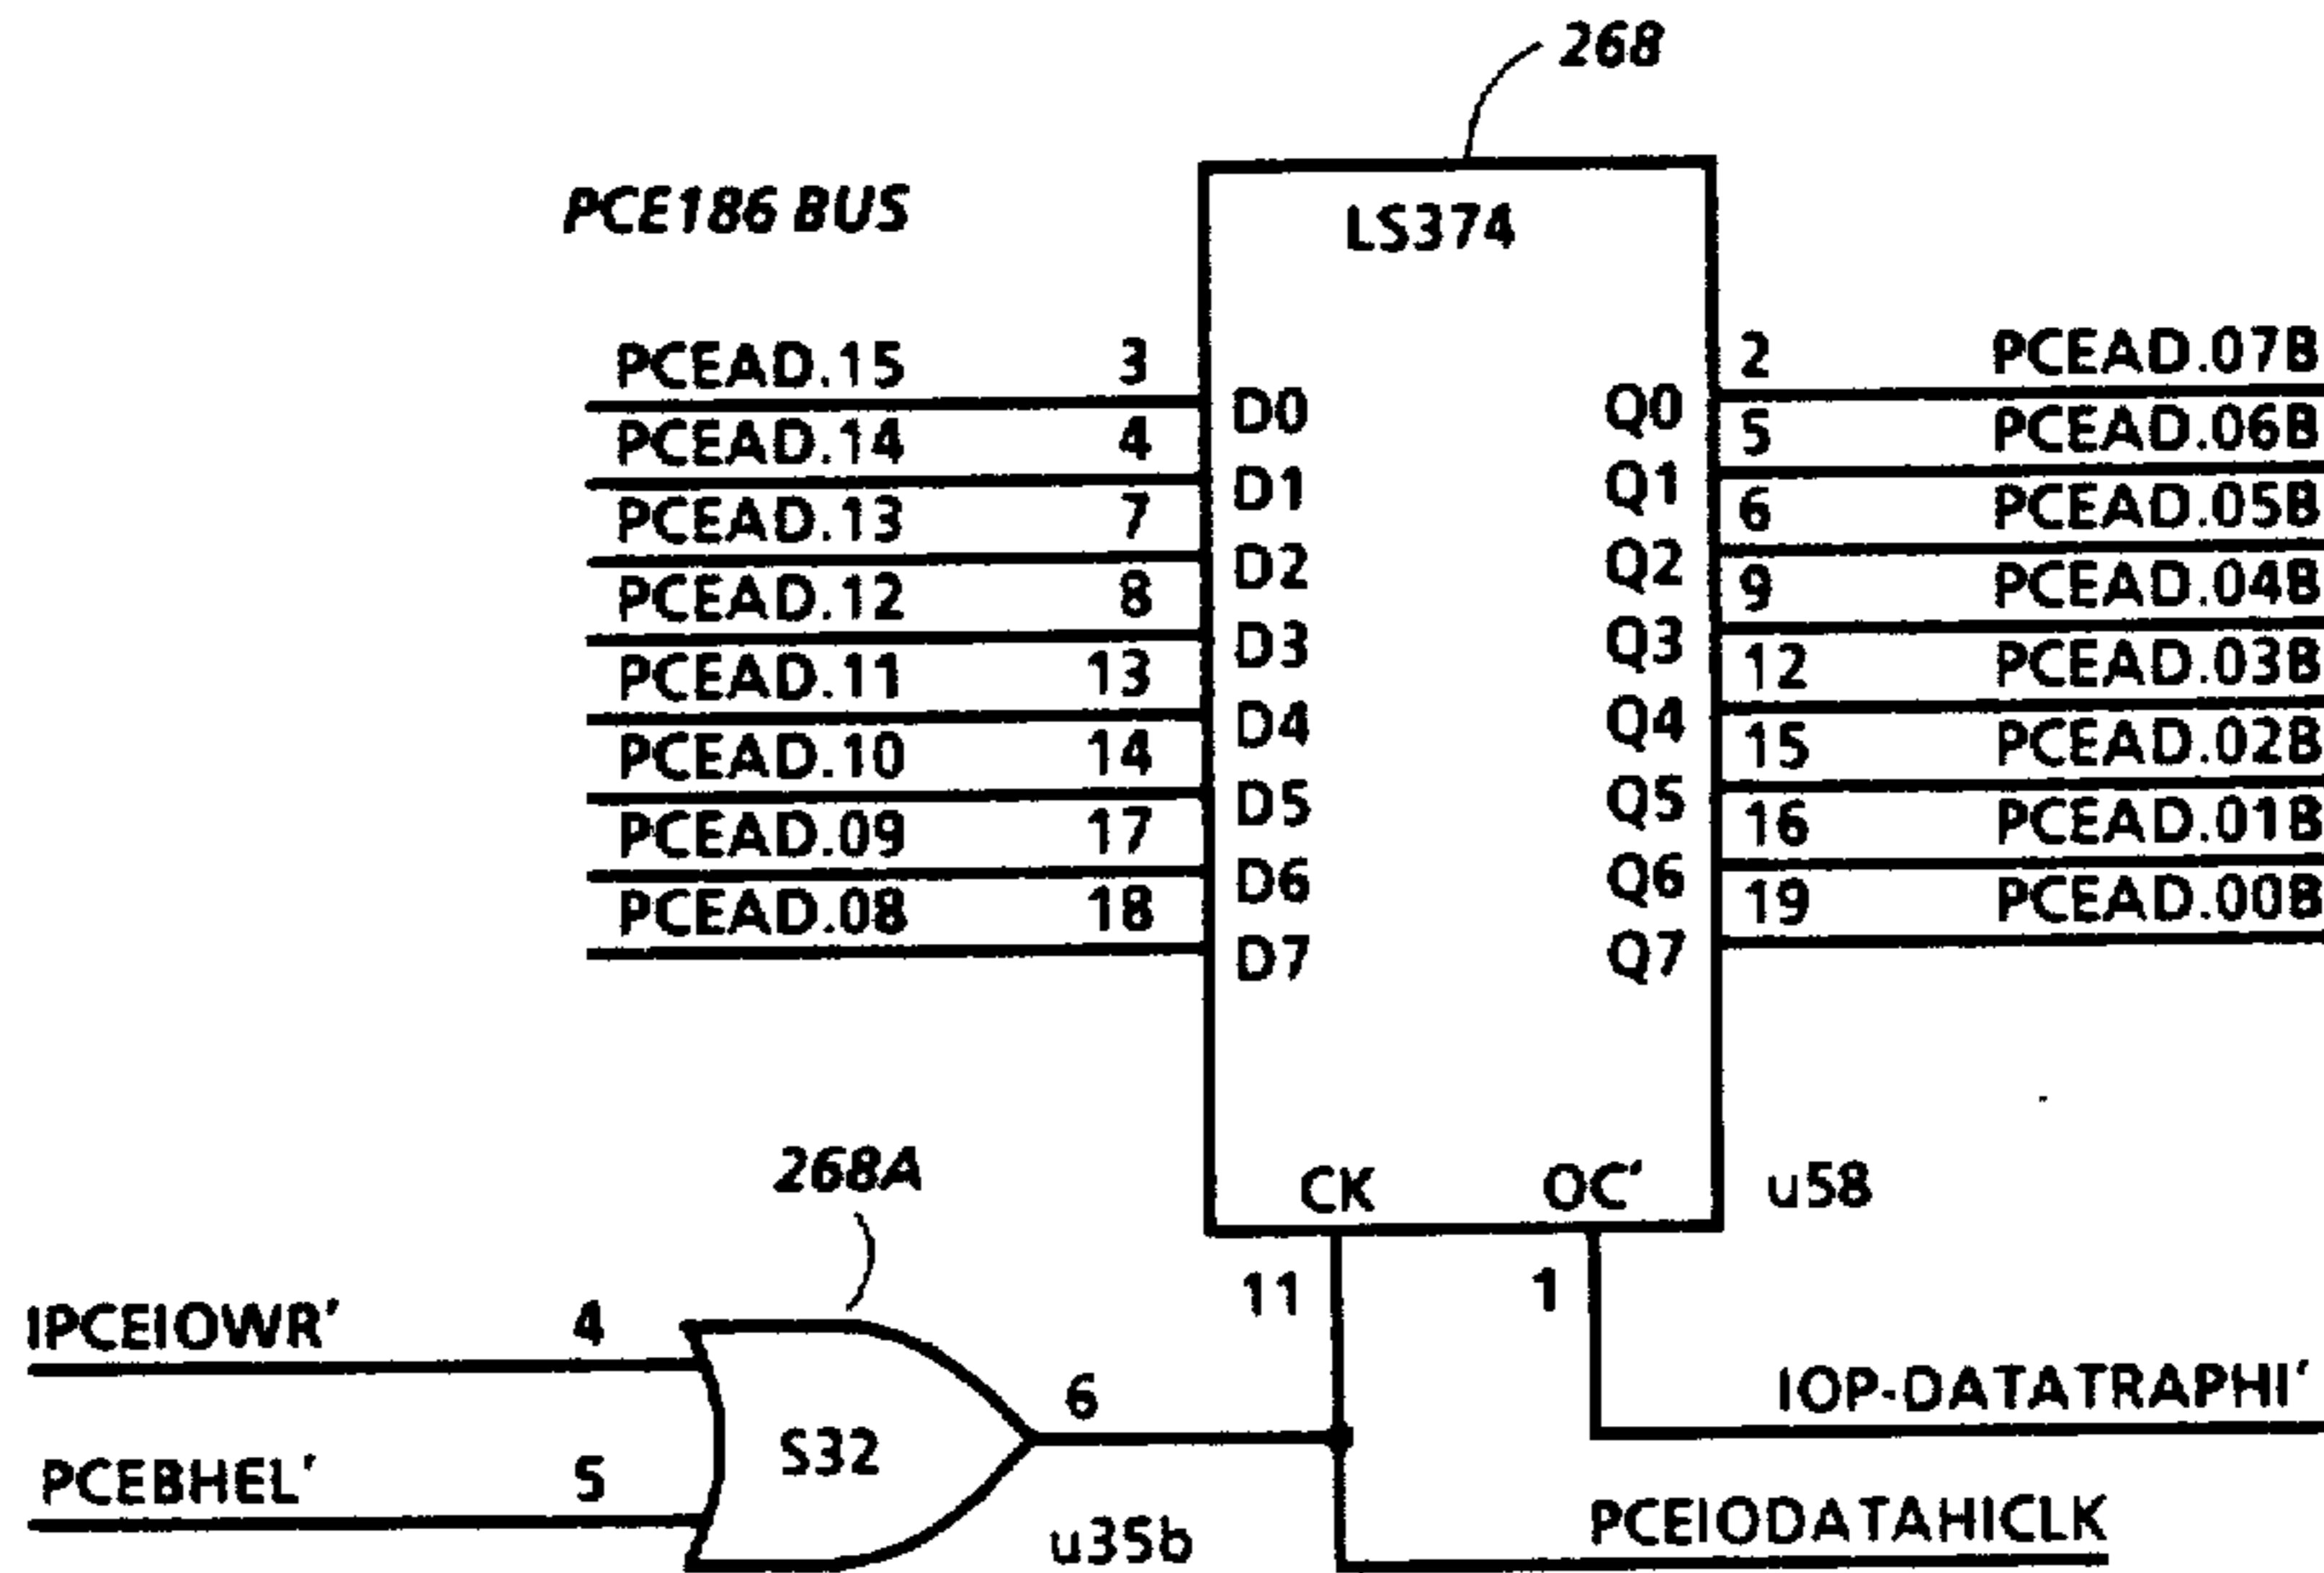 268
PCE186 BUS
LS374
PCEAD.15 3 D0 Q0 2 PCEAD.07B
PCEAD.14 4 D1 Q1 5 PCEAD.06B
PCEAD.13 7 D2 Q2 6 PCEAD.05B
PCEAD.12 8 D3 Q3 9 PCEAD.04B
PCEAD.11 13 D4 Q4 12 PCEAD.03B
PCEAD.10 14 D5 Q5 15 PCEAD.02B
PCEAD.09 17 D6 Q6 16 PCEAD.01B
PCEAD.08 18 D7 Q7 19 PCEAD.00B
268A
CK OC' u58
11 1
IPCEIOWR' 4
6
IOP-DATATRAPHI'
S32
PCEBHEL' 5
u35b
PCEIODATAHICLK